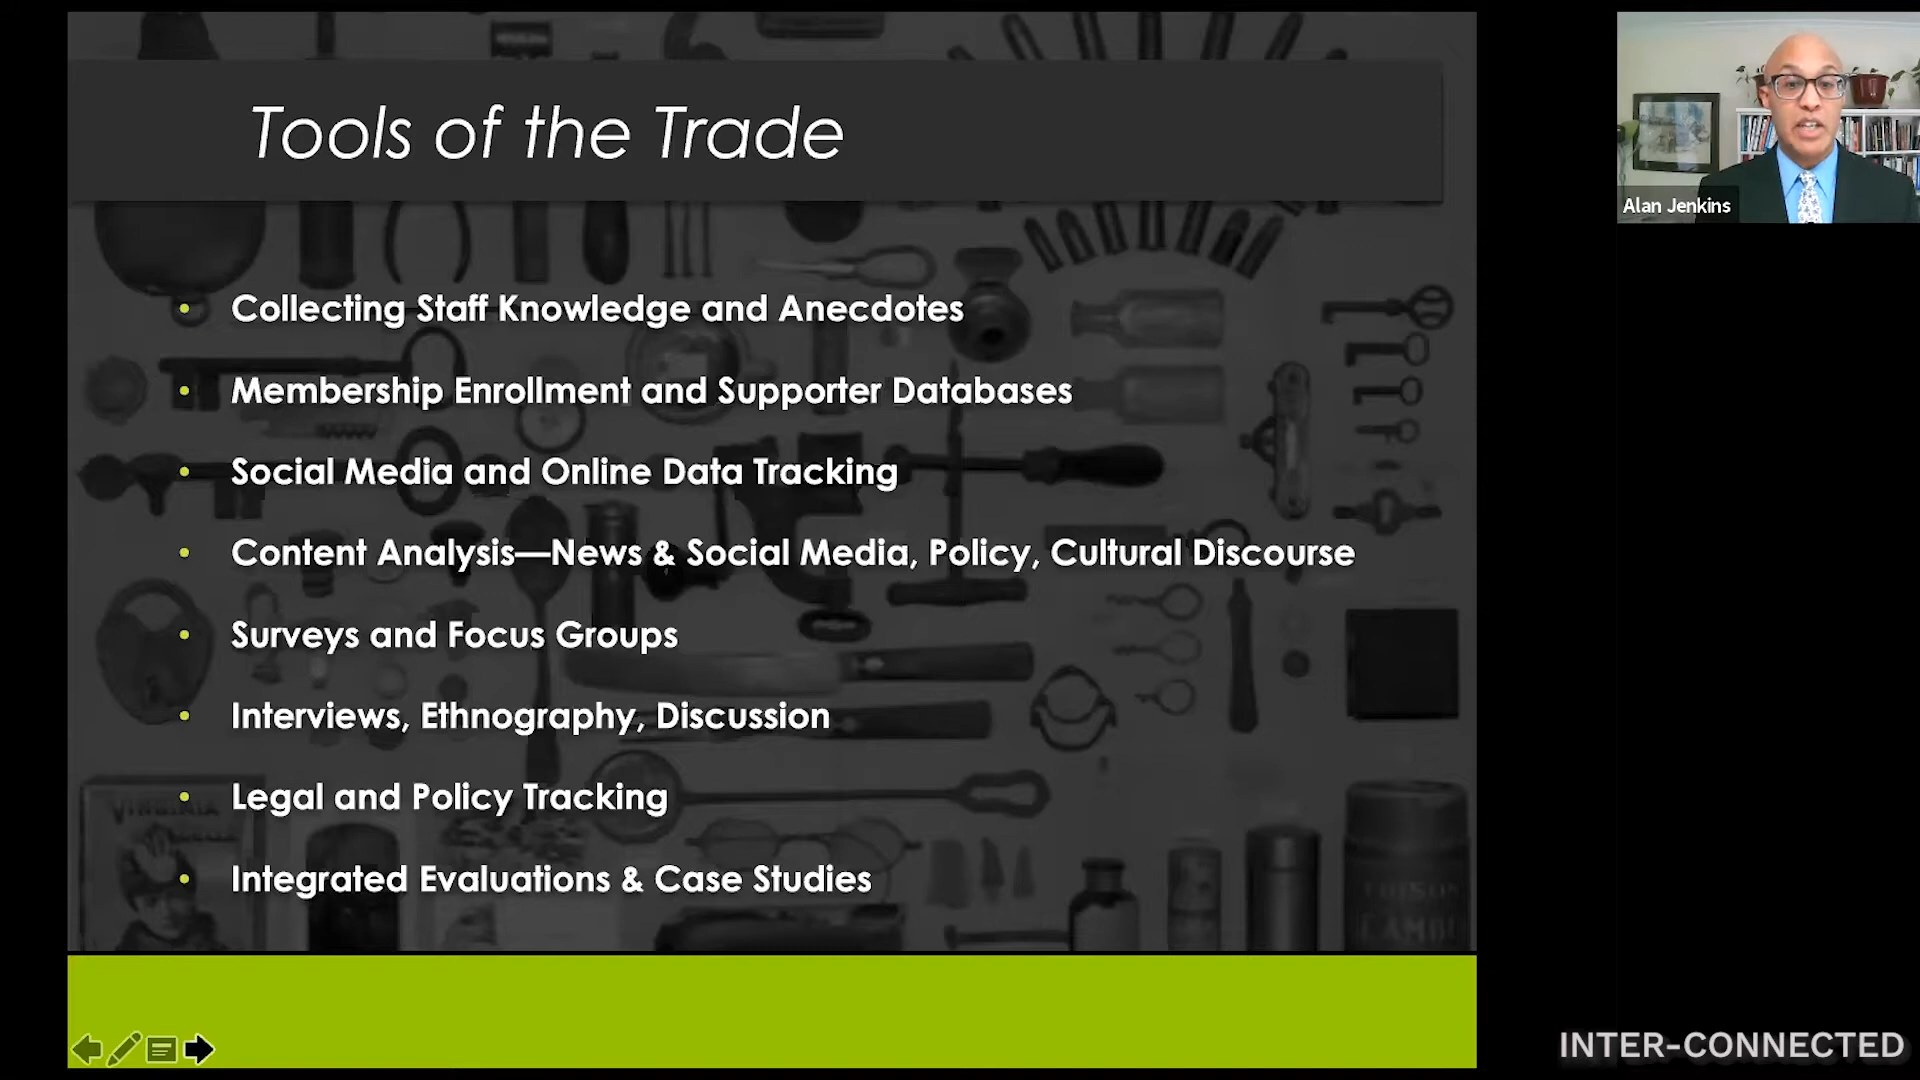 Tools of the Trade
Alan Jenkins
• Collecting Staff Knowledge and Anecdotes
• Membership Enrollment and Supporter Databases
• Social Media and Online Data Tracking
• Content Analysis—News & Social Media, Policy, Cultural Discourse
• Surveys and Focus Groups
• Interviews, Ethnography, Discussion
• Legal and Policy Tracking
• Integrated Evaluations & Case Studies
VIRGINIA
INTER-CONNECTED